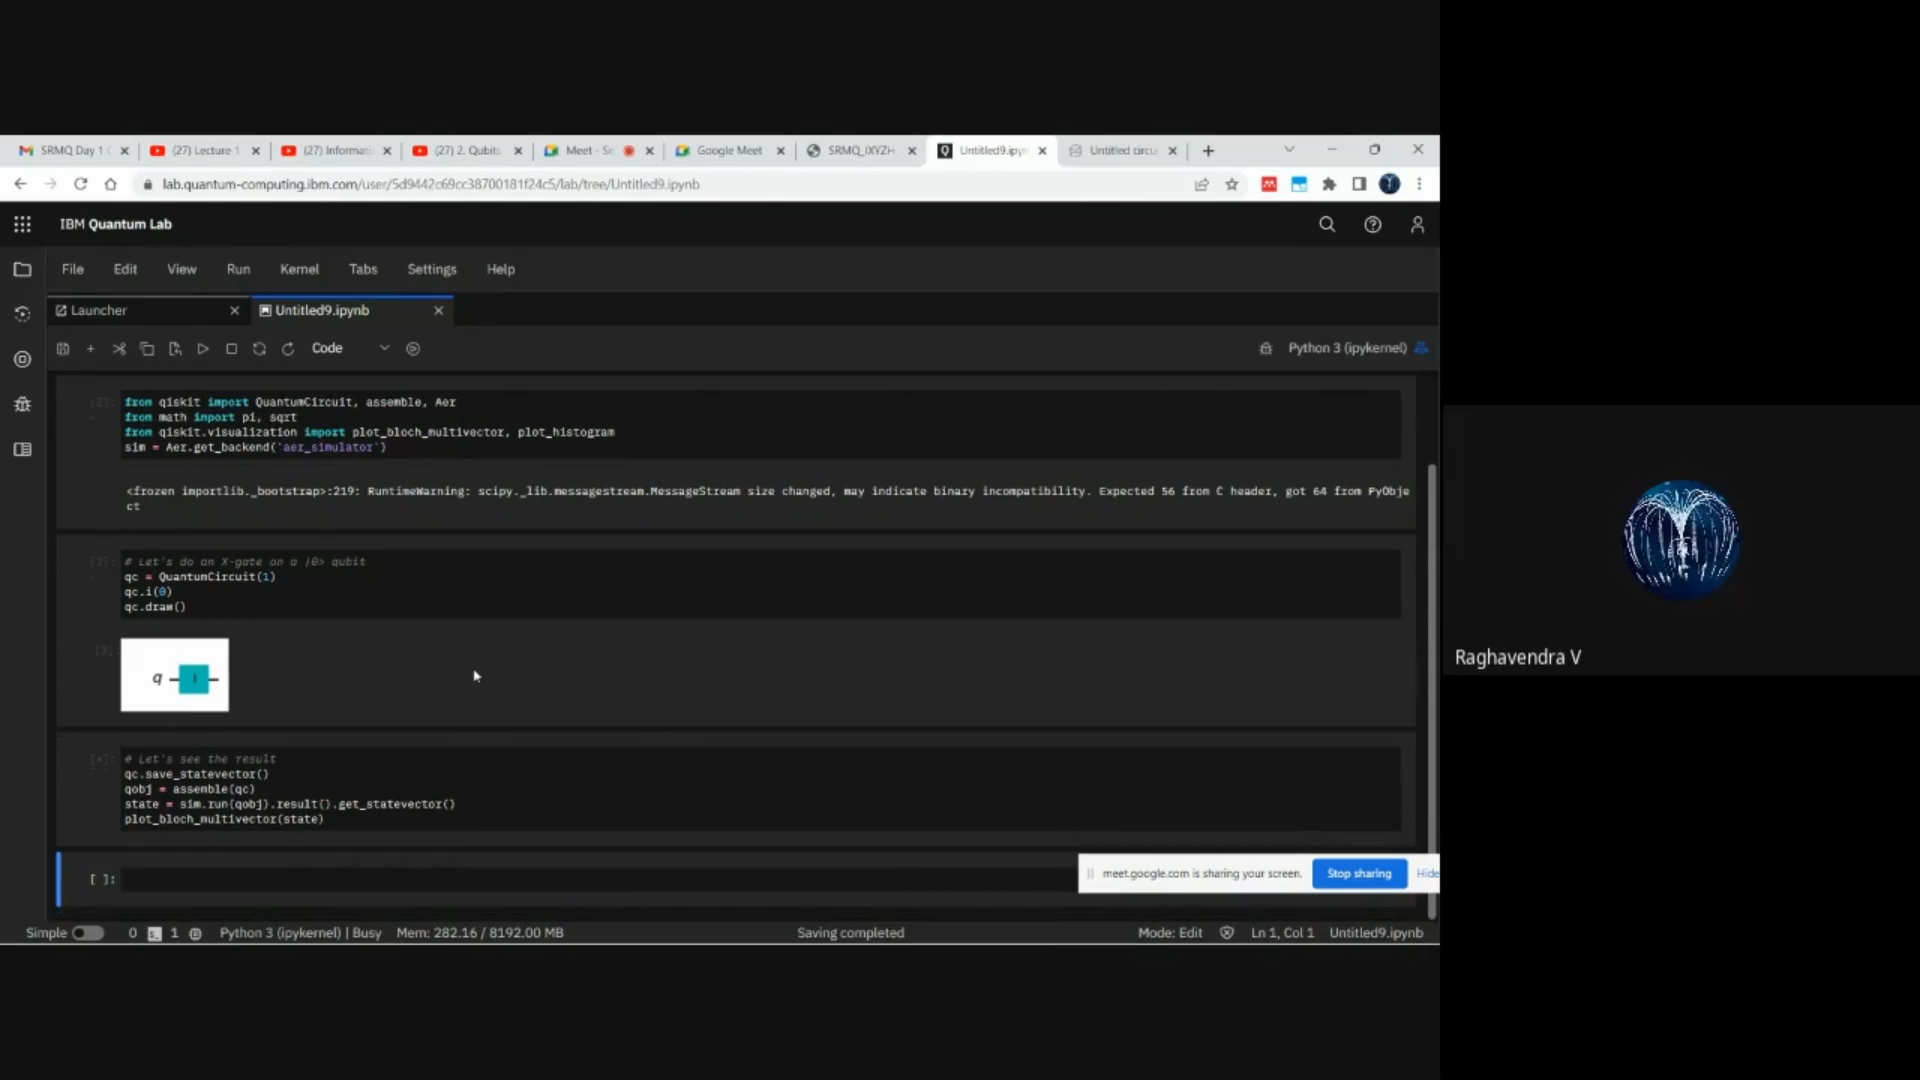 SRMQ Day 1
(27) Lecture 1
(27) Informati
(27) 2. Qubits
Meet - Se
Google Meet
SRMQ_IXYZH
Untitled9.ipyn
Untitled circu
lab.quantum-computing.ibm.com/user/5d9442c69cc38700181f24c5/lab/tree/Untitled9.ipynb
IBM Quantum Lab
File Edit View Run Kernel Tabs Settings Help
Launcher
Untitled9.ipynb
Code
Python 3 (ipykernel)
[2]:
from qiskit import QuantumCircuit, assemble, Aer
from math import pi, sqrt
from qiskit.visualization import plot_bloch_multivector, plot_histogram
sim = Aer.get_backend('aer_simulator')
<frozen importlib._bootstrap>:219: RuntimeWarning: scipy._lib.messagestream.MessageStream size changed, may indicate binary incompatibility. Expected 56 from C header, got 64 from PyObje
ct
[3]:
# Let's do an X-gate on a |0> qubit
qc = QuantumCircuit(1)
qc.i(0)
qc.draw()
[3]:
q I
[*]:
# Let's see the result
qc.save_statevector()
qobj = assemble(qc)
state = sim.run(qobj).result().get_statevector()
plot_bloch_multivector(state)
[ ]:
meet.google.com is sharing your screen. Stop sharing Hide
Simple 0 1 Python 3 (ipykernel) | Busy Mem: 282.16 / 8192.00 MB Saving completed Mode: Edit Ln 1, Col 1 Untitled9.ipynb
Raghavendra V